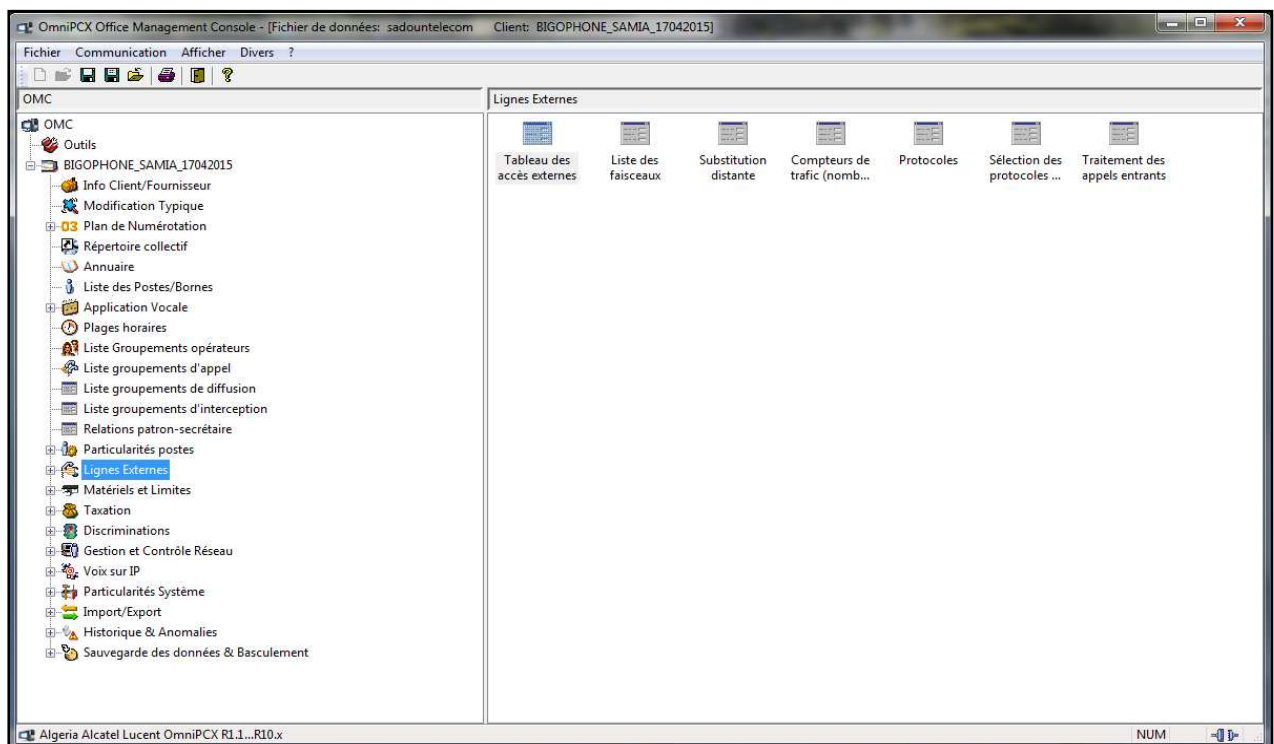 OmniPCX Office Management Console - [Fichier de données: sadountelecom Client: BIGOPHONE_SAMIA_17042015]
Fichier Communication Afficher Divers ?
OMC
Lignes Externes
OMC
Outils
BIGOPHONE_SAMIA_17042015
Info Client/Fournisseur
Modification Typique
03 Plan de Numérotation
Répertoire collectif
Annuaire
Liste des Postes/Bornes
Application Vocale
Plages horaires
Liste Groupements opérateurs
Liste groupements d'appel
Liste groupements de diffusion
Liste groupements d'interception
Relations patron-secrétaire
Particularités postes
Lignes Externes
Matériels et Limites
Taxation
Discriminations
Gestion et Contrôle Réseau
Voix sur IP
Particularités Système
Import/Export
Historique & Anomalies
Sauvegarde des données & Basculement
Tableau des
accès externes
Liste des
faisceaux
Substitution
distante
Compteurs de
trafic (nomb...
Protocoles
Sélection des
protocoles ...
Traitement des
appels entrants
Algeria Alcatel Lucent OmniPCX R1.1...R10.x
NUM